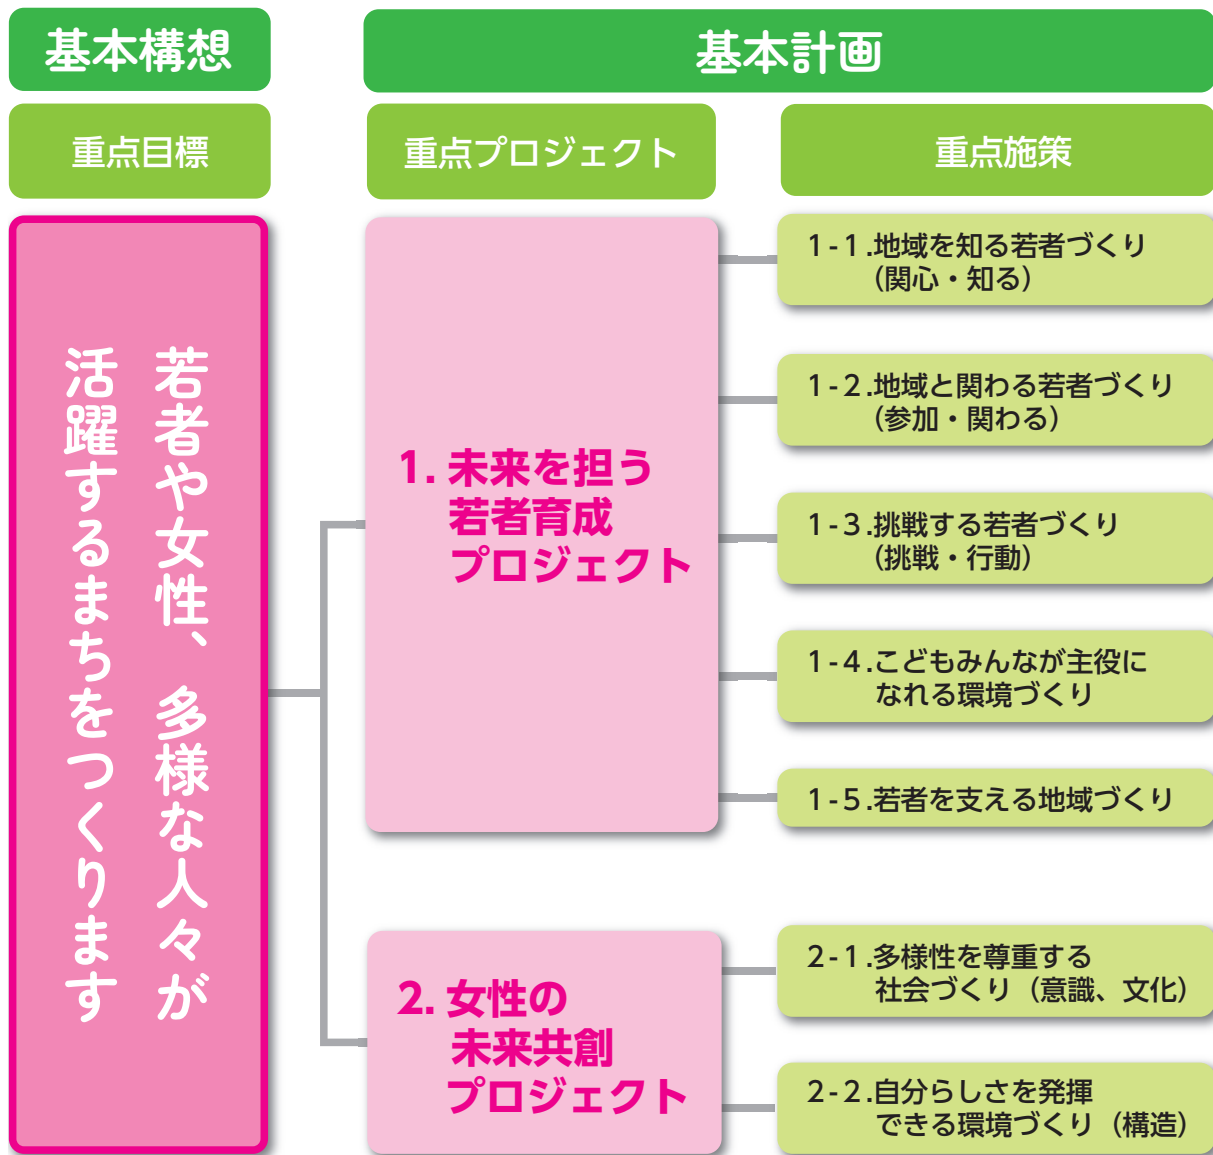 基本構想
基本計画
重点目標
重点プロジェクト
重点施策
若者や女性、多様な人々が
活躍するまちをつくります
1. 未来を担う
若者育成
プロジェクト
1-1.地域を知る若者づくり
（関心・知る）
1-2.地域と関わる若者づくり
（参加・関わる）
1-3.挑戦する若者づくり
（挑戦・行動）
1-4.こどもみんなが主役に
なれる環境づくり
1-5.若者を支える地域づくり
2. 女性の
未来共創
プロジェクト
2-1.多様性を尊重する
社会づくり（意識、文化）
2-2.自分らしさを発揮
できる環境づくり（構造）